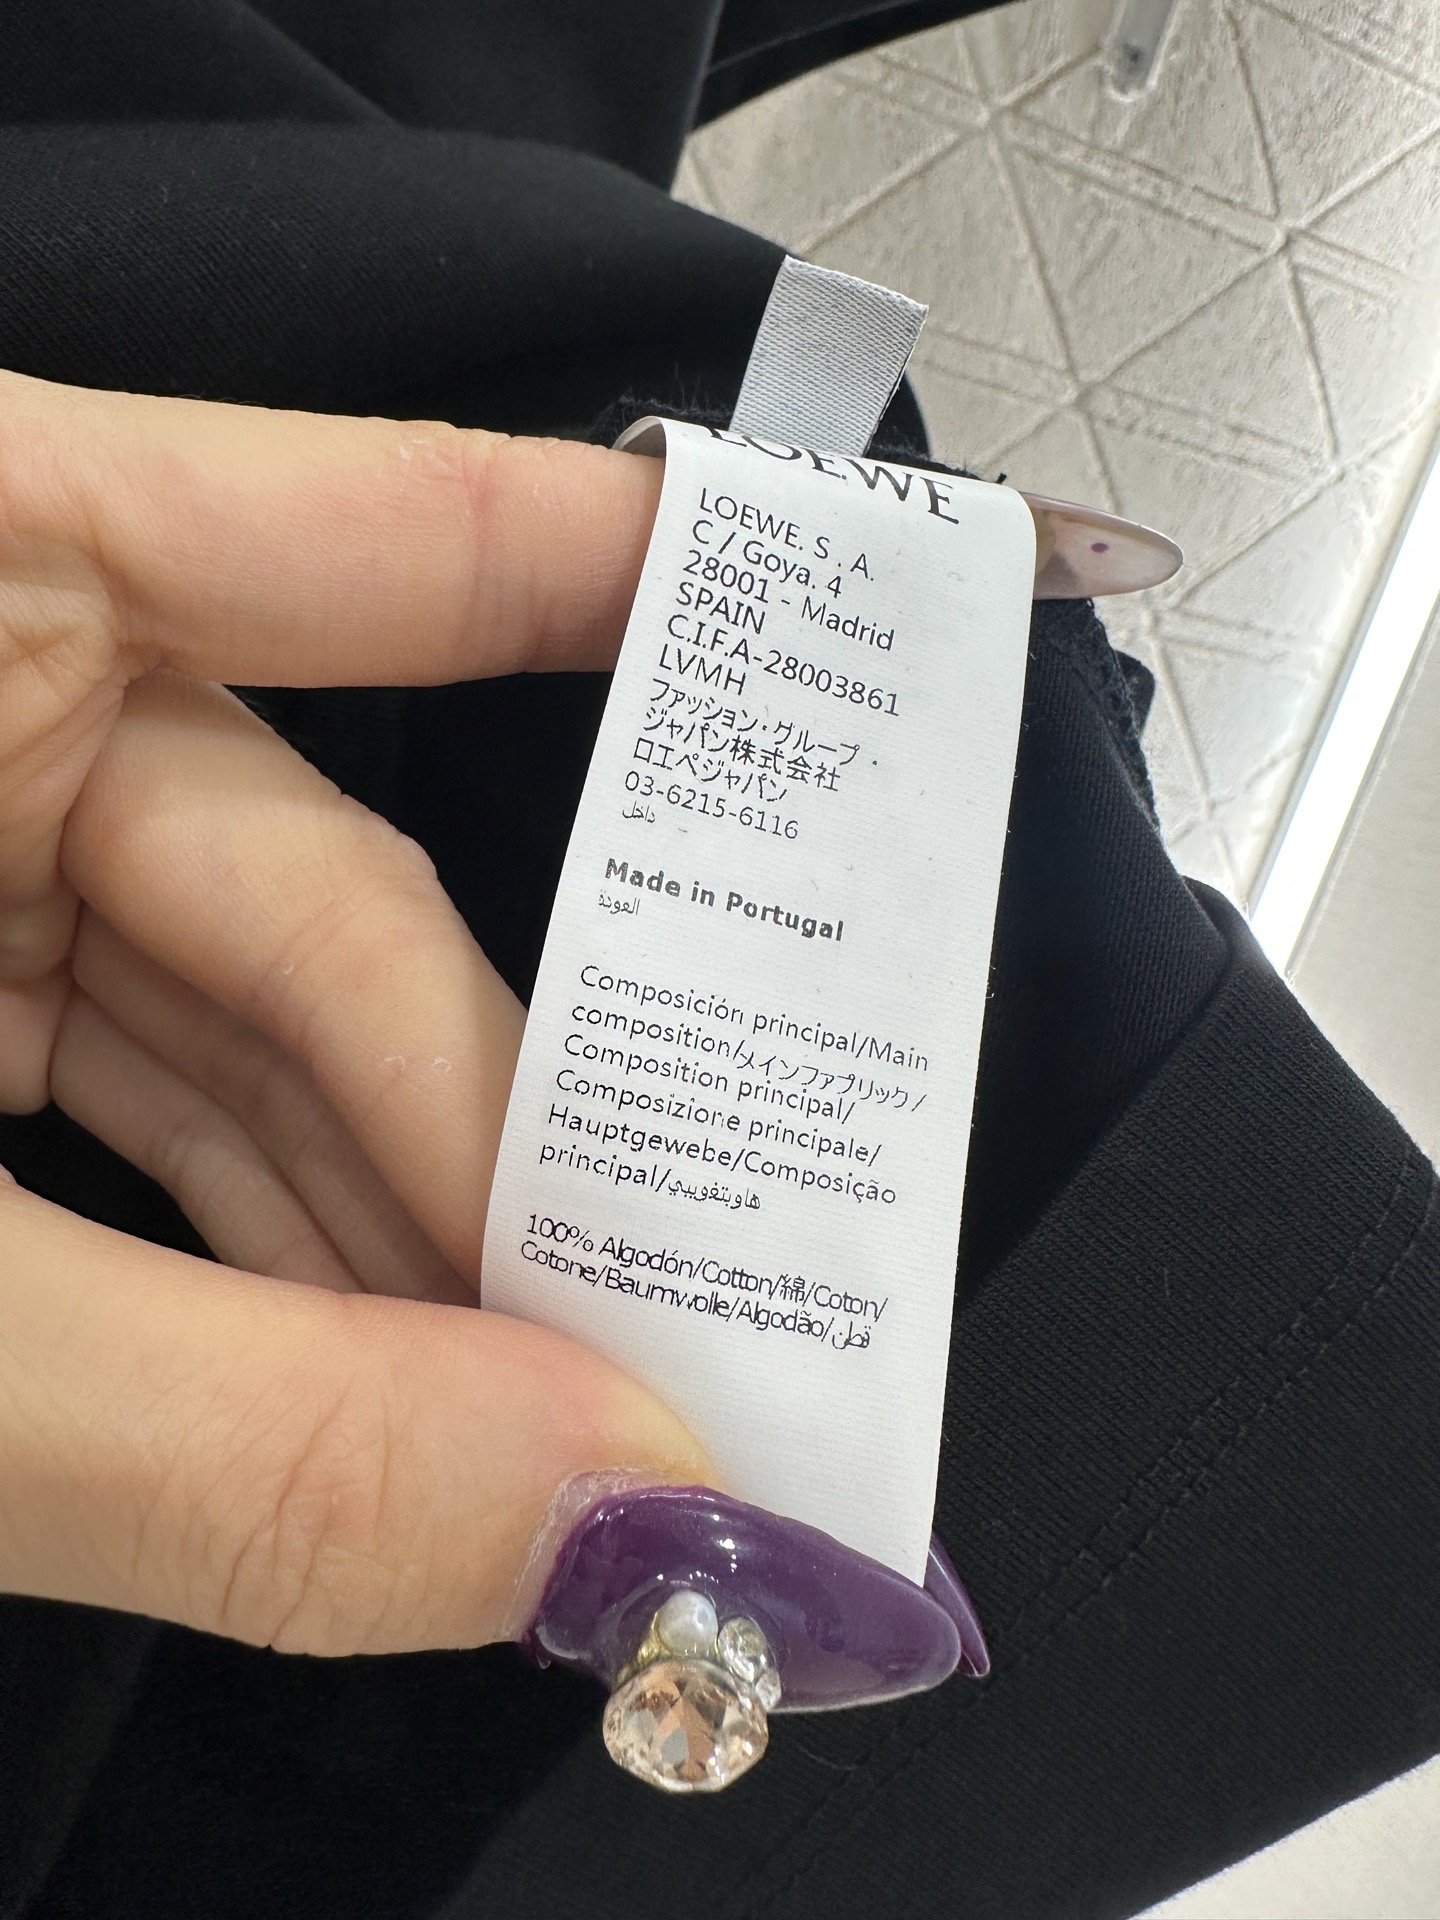 LOEWE
LOEWE. S . A.
C / Goya. 4
28001 - Madrid
SPAIN
C.I.F.A-28003861
LVMH
ファッション・グループ・
ジャパン株式会社
ロエベジャパン
03-6215-6116
داخل
Made in Portugal
العودة
Composición principal/Main
composition/メインファブリック/
Composition principal/
Composizione principale/
Hauptgewebe/Composição
principal/هاوبتغويبي
100% Algodón/Cotton/綿/Coton/
Cotone/Baumwolle/Algodão/قطن